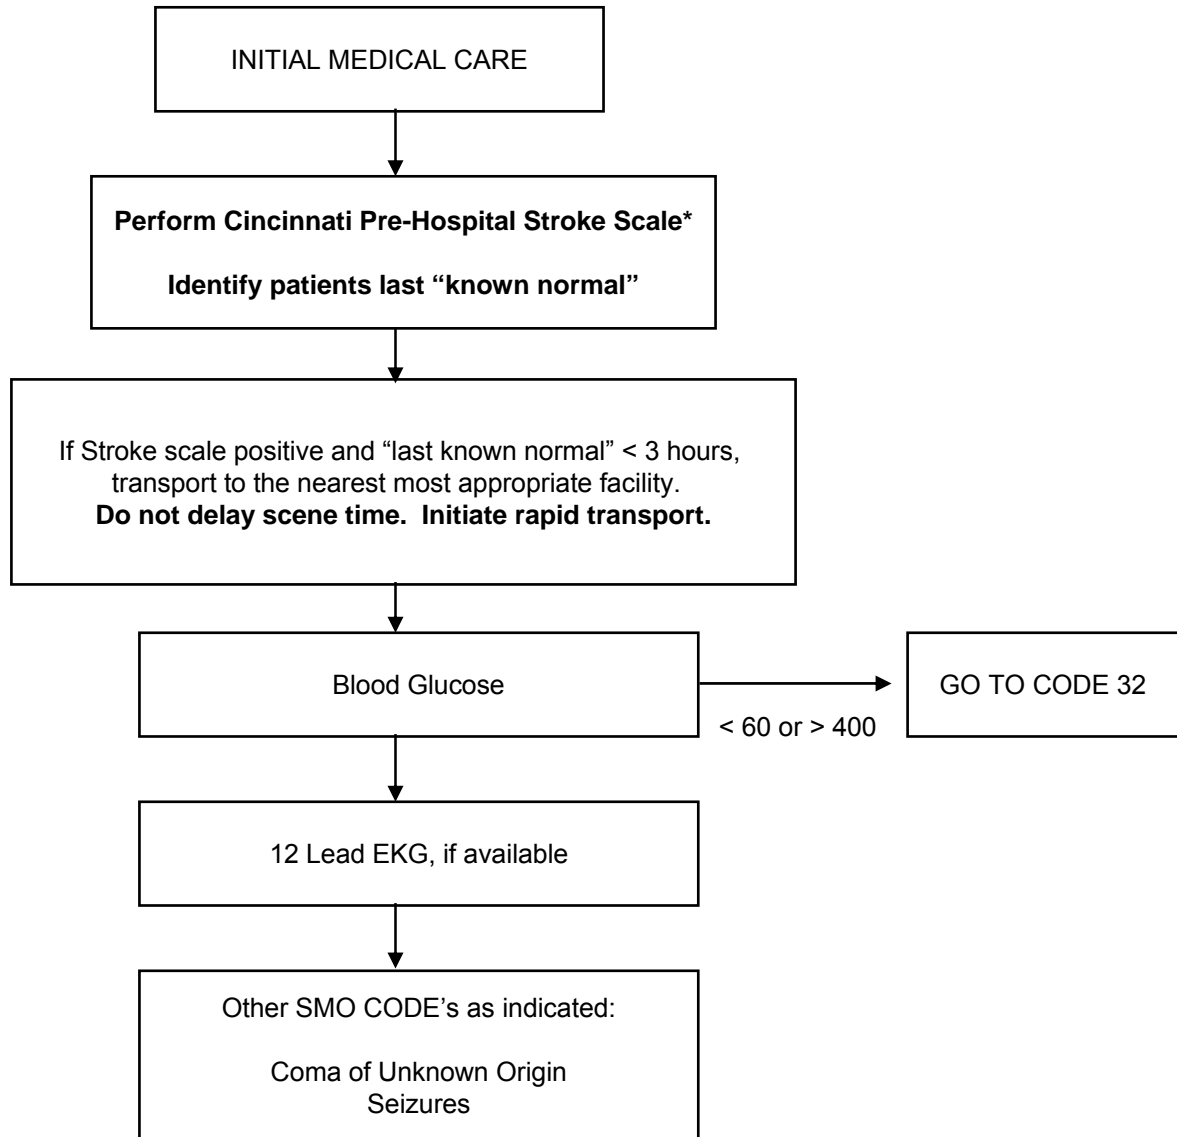 INITIAL MEDICAL CARE
Perform Cincinnati Pre-Hospital Stroke Scale*
Identify patients last “known normal”
If Stroke scale positive and “last known normal” < 3 hours,
transport to the nearest most appropriate facility.
Do not delay scene time.  Initiate rapid transport.
Blood Glucose
GO TO CODE 32
< 60 or > 400
12 Lead EKG, if available
Other SMO CODE’s as indicated:
Coma of Unknown Origin
Seizures